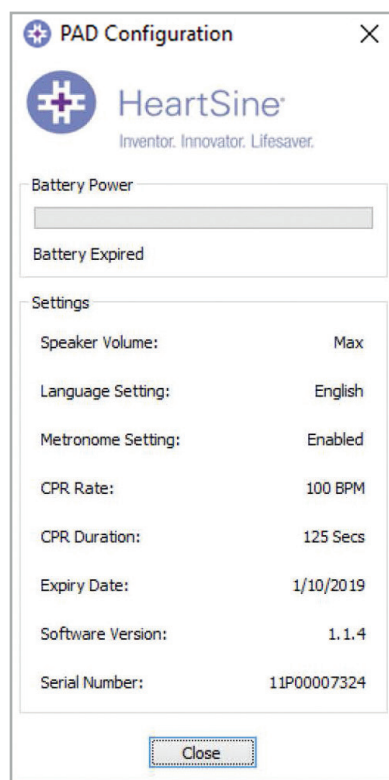 PAD Configuration
HeartSine
Inventor. Innovator. Lifesaver.
Battery Power
Battery Expired
Settings
Speaker Volume: Max
Language Setting: English
Metronome Setting: Enabled
CPR Rate: 100 BPM
CPR Duration: 125 Secs
Expiry Date: 1/10/2019
Software Version: 1.1.4
Serial Number: 11P00007324
Close